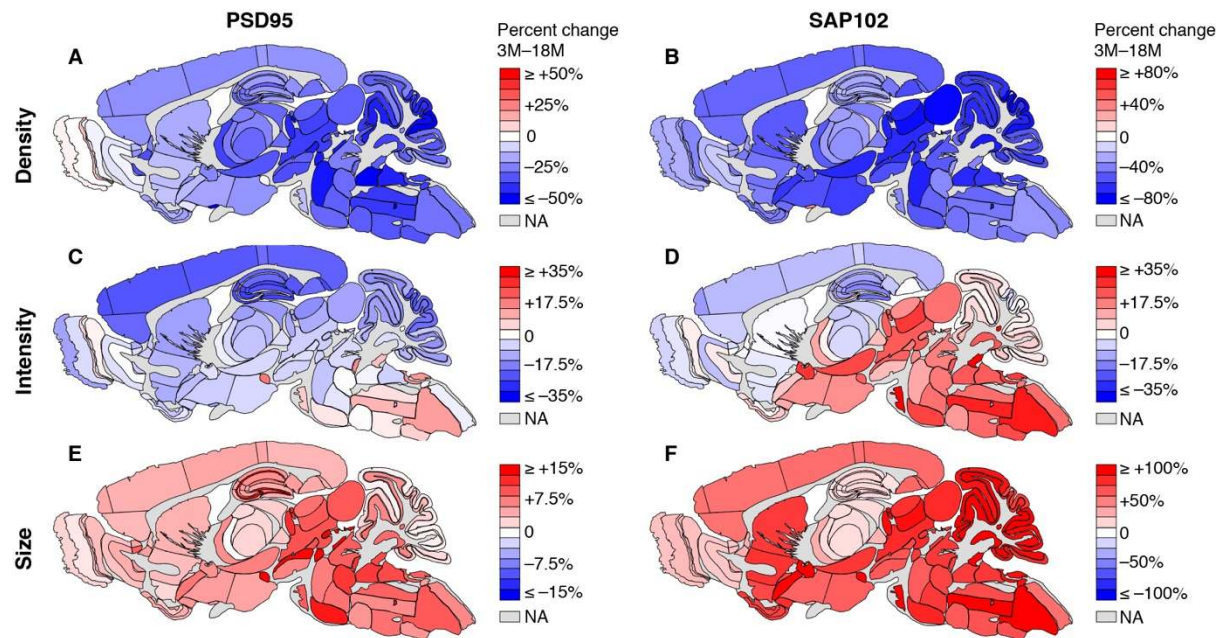 PSD95
SAP102
Density
A
Percent change
3M–18M
≥ +50%
+25%
0
–25%
≤ –50%
NA
B
Percent change
3M–18M
≥ +80%
+40%
0
–40%
≤ –80%
NA
Intensity
C
≥ +35%
+17.5%
0
–17.5%
≤ –35%
NA
D
≥ +35%
+17.5%
0
–17.5%
≤ –35%
NA
Size
E
≥ +15%
+7.5%
0
–7.5%
≤ –15%
NA
F
≥ +100%
+50%
0
–50%
≤ –100%
NA